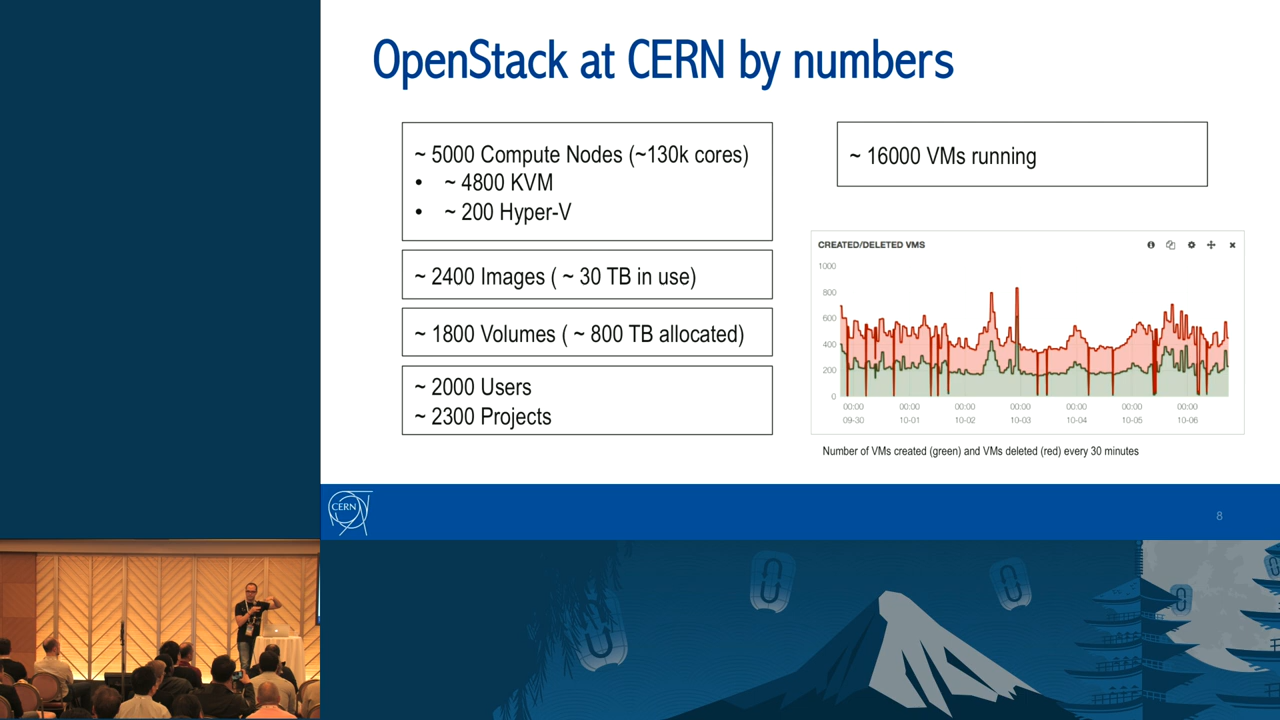 OpenStack at CERN by numbers
~ 5000 Compute Nodes (~130k cores)
• ~ 4800 KVM
• ~ 200 Hyper-V
~ 2400 Images ( ~ 30 TB in use)
~ 1800 Volumes ( ~ 800 TB allocated)
~ 2000 Users
~ 2300 Projects
~ 16000 VMs running
CREATED/DELETED VMS
1000
800
600
400
200
0
00:00 00:00 00:00 00:00 00:00 00:00 00:00
09-30 10-01 10-02 10-03 10-04 10-05 10-06
Number of VMs created (green) and VMs deleted (red) every 30 minutes
CERN
8